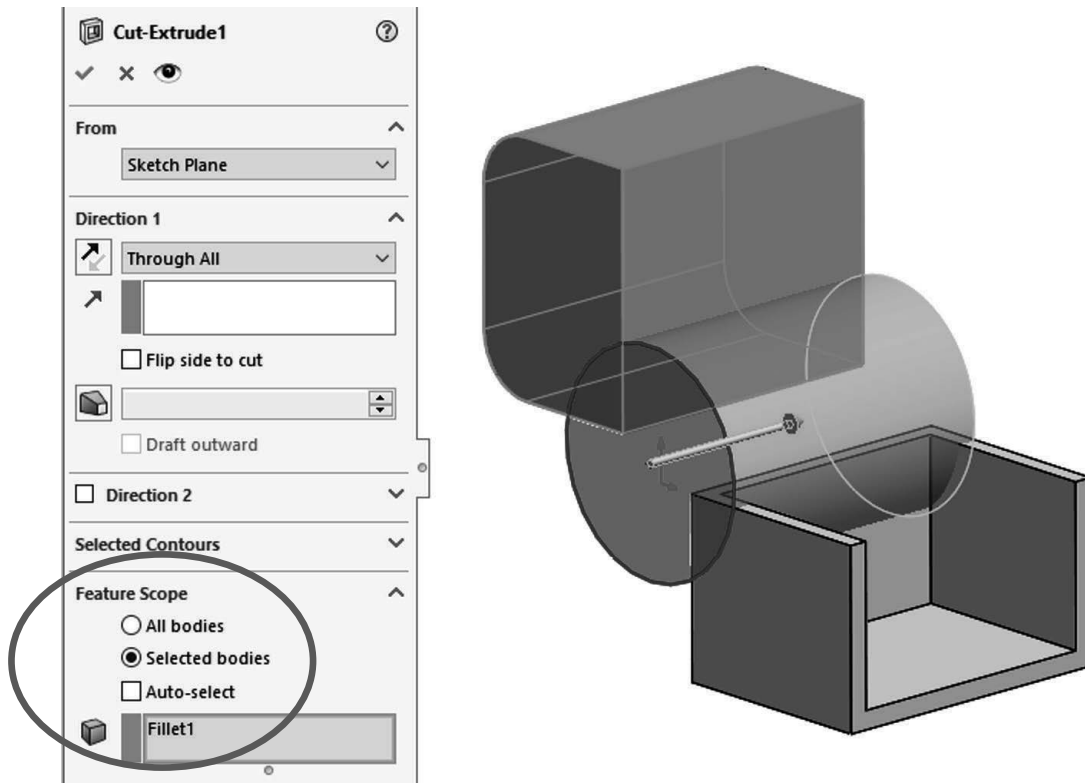 Cut-Extrude1
From
Sketch Plane
Direction 1
Through All
Flip side to cut
Draft outward
Direction 2
Selected Contours
Feature Scope
All bodies
Selected bodies
Auto-select
Fillet1